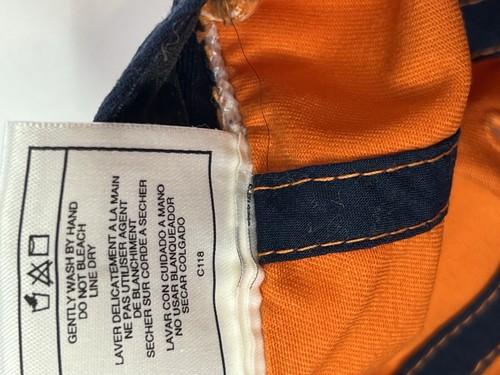 GENTLY WASH BY HAND
DO NOT BLEACH
LINE DRY
LAVER DELICATEMENT A LA MAIN
NE PAS UTILISER AGENT
DE BLANCHIMENT
SECHER SUR CORDE A SECHER
LAVAR CON CUIDADO A MANO
NO USAR BLANQUEADOR
SECAR COLGADO
C118